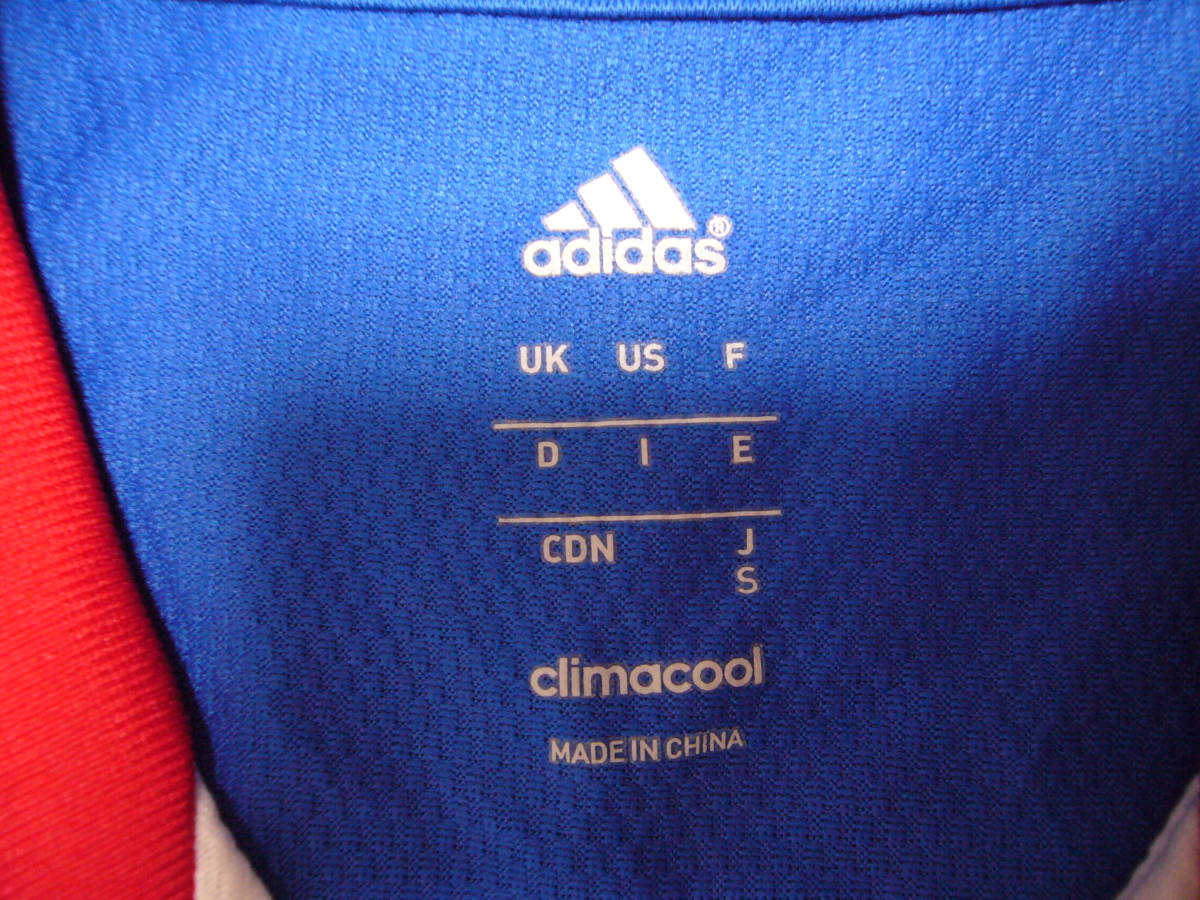 adidas®
UK US F
D I E
CDN J
S
climacool
MADE IN CHINA